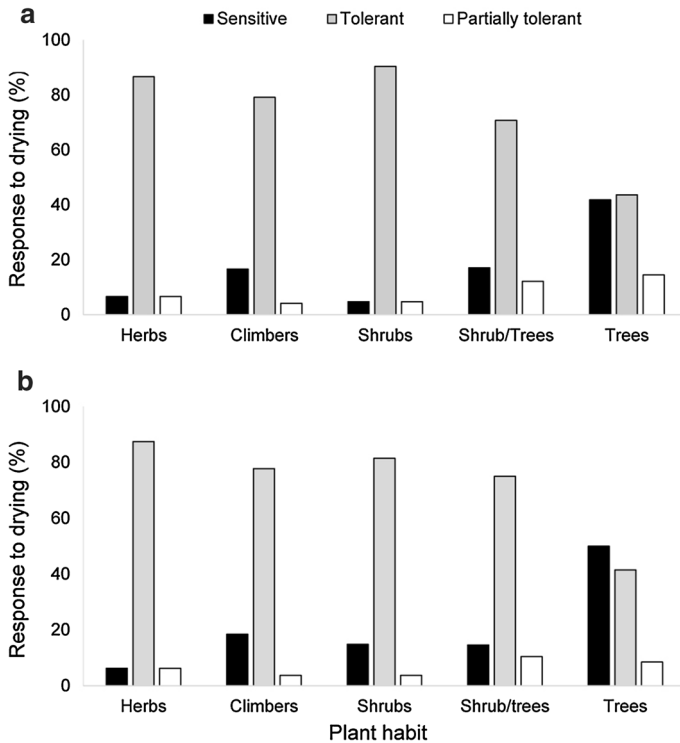 a
Sensitive Tolerant Partially tolerant
Response to drying (%)
100
80
60
40
20
0
Herbs Climbers Shrubs Shrub/Trees Trees
b
Response to drying (%)
100
80
60
40
20
0
Herbs Climbers Shrubs Shrub/trees Trees
Plant habit